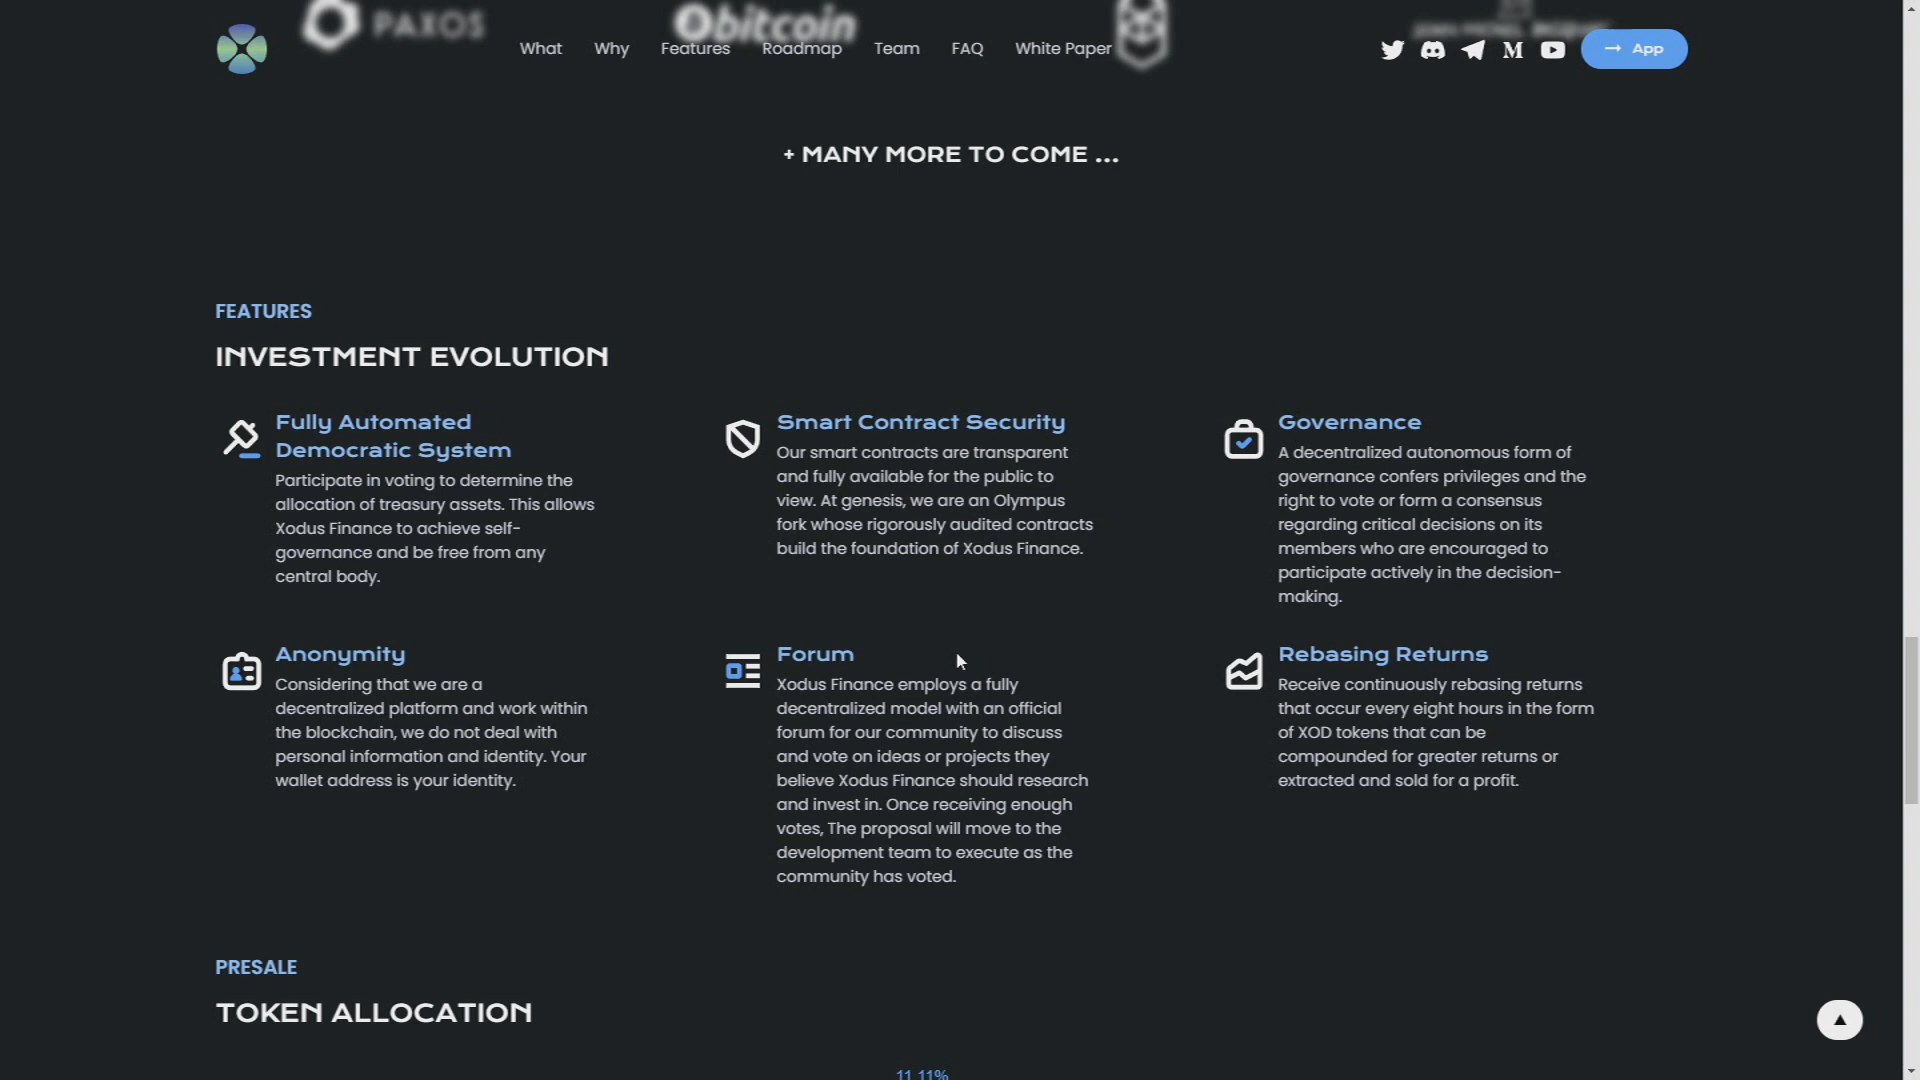 PAXOS
bitcoin
What Why Features Roadmap Team FAQ White Paper
→ App
+ MANY MORE TO COME ...
FEATURES
INVESTMENT EVOLUTION
Fully Automated
Democratic System
Participate in voting to determine the
allocation of treasury assets. This allows
Xodus Finance to achieve self-
governance and be free from any
central body.
Smart Contract Security
Our smart contracts are transparent
and fully available for the public to
view. At genesis, we are an Olympus
fork whose rigorously audited contracts
build the foundation of Xodus Finance.
Governance
A decentralized autonomous form of
governance confers privileges and the
right to vote or form a consensus
regarding critical decisions on its
members who are encouraged to
participate actively in the decision-
making.
Anonymity
Considering that we are a
decentralized platform and work within
the blockchain, we do not deal with
personal information and identity. Your
wallet address is your identity.
Forum
Xodus Finance employs a fully
decentralized model with an official
forum for our community to discuss
and vote on ideas or projects they
believe Xodus Finance should research
and invest in. Once receiving enough
votes, The proposal will move to the
development team to execute as the
community has voted.
Rebasing Returns
Receive continuously rebasing returns
that occur every eight hours in the form
of XOD tokens that can be
compounded for greater returns or
extracted and sold for a profit.
PRESALE
TOKEN ALLOCATION
11.11%